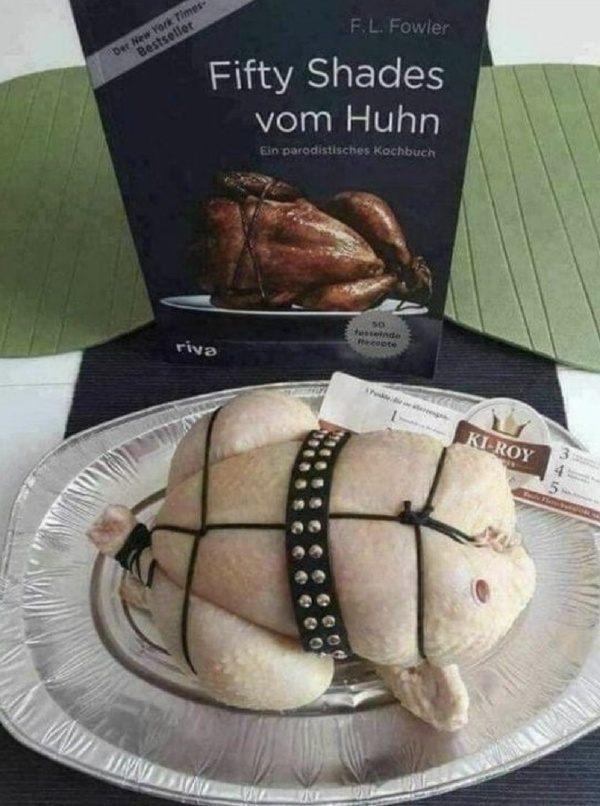 Der New York Times-
Bestseller
F. L. Fowler
Fifty Shades
vom Huhn
Ein parodistisches Kochbuch
50
fesselnde
Rezepte
riva
1
KI-ROY
3
4
5